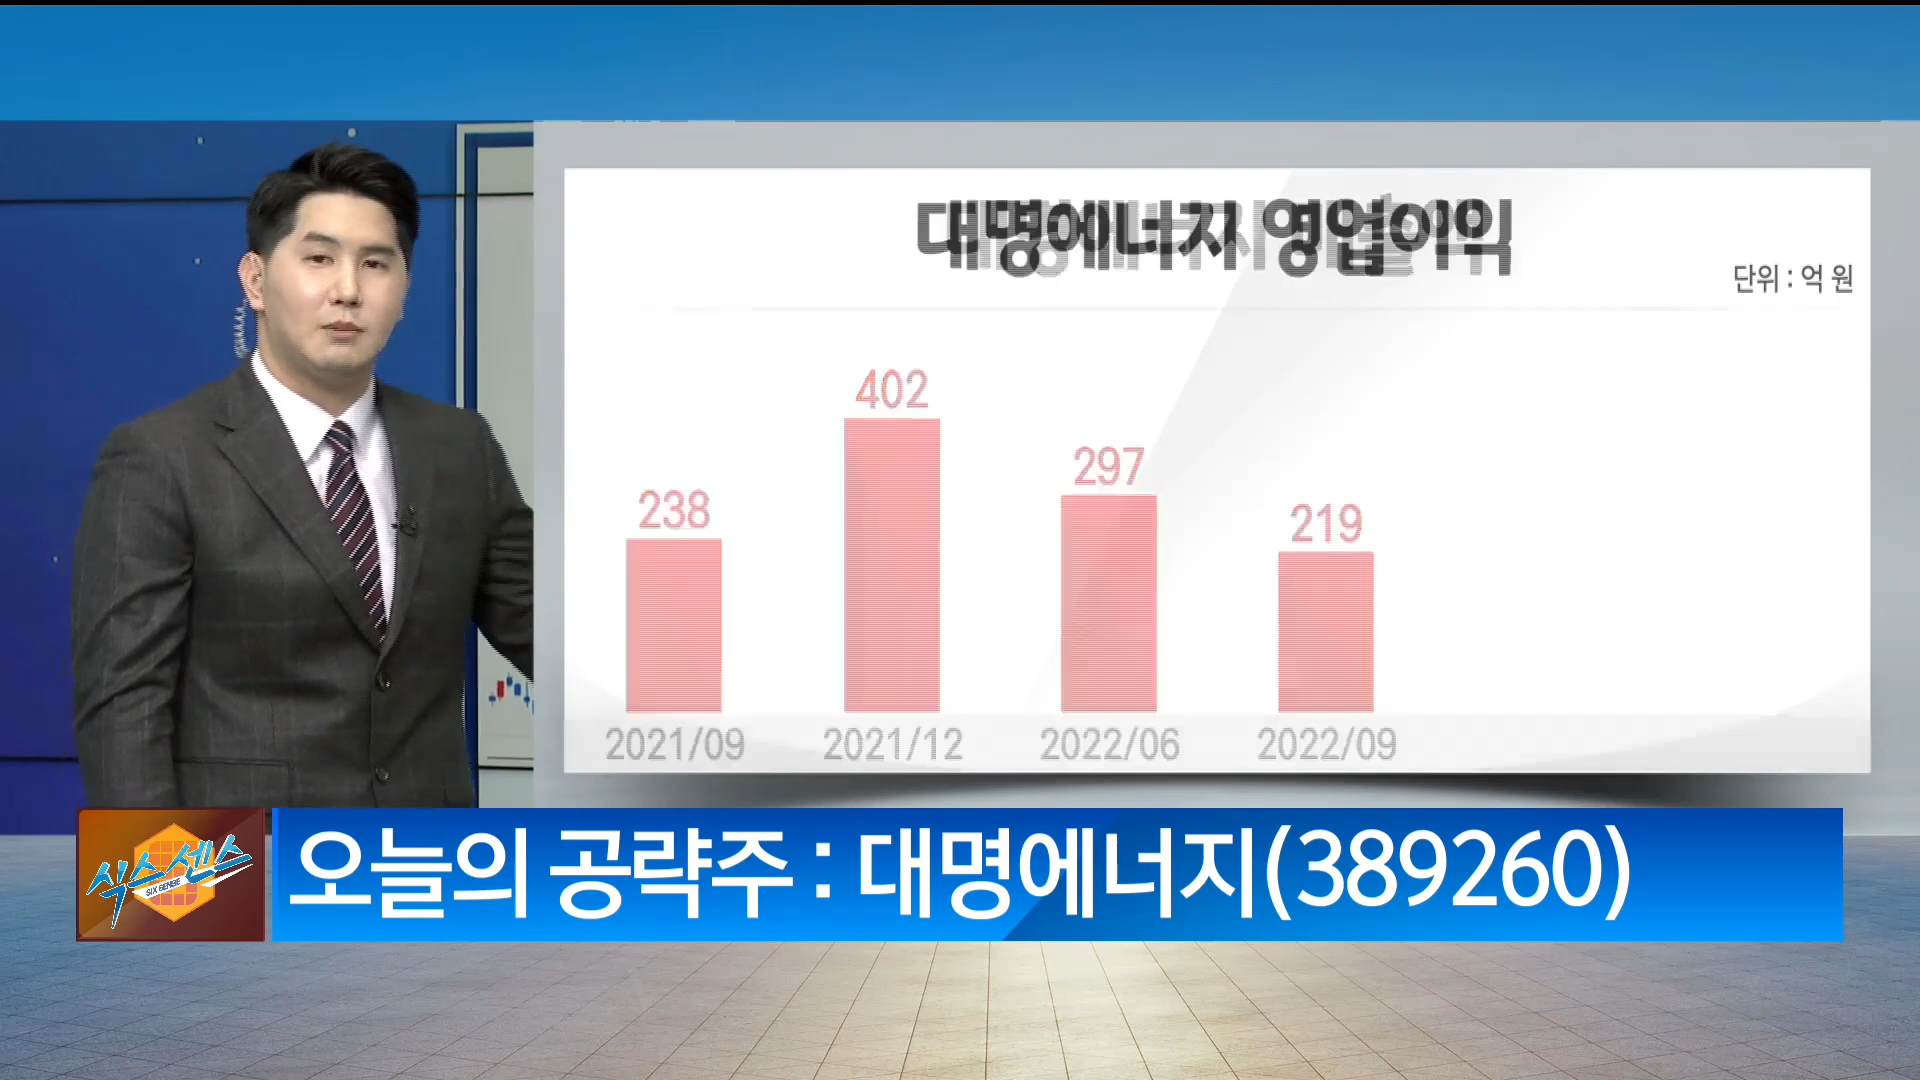 대명에너지 영업이익
단위 : 억 원
402
297
238
219
2021/09 2021/12 2022/06 2022/09
식스센스
SIX SENSE
오늘의 공략주 : 대명에너지(389260)